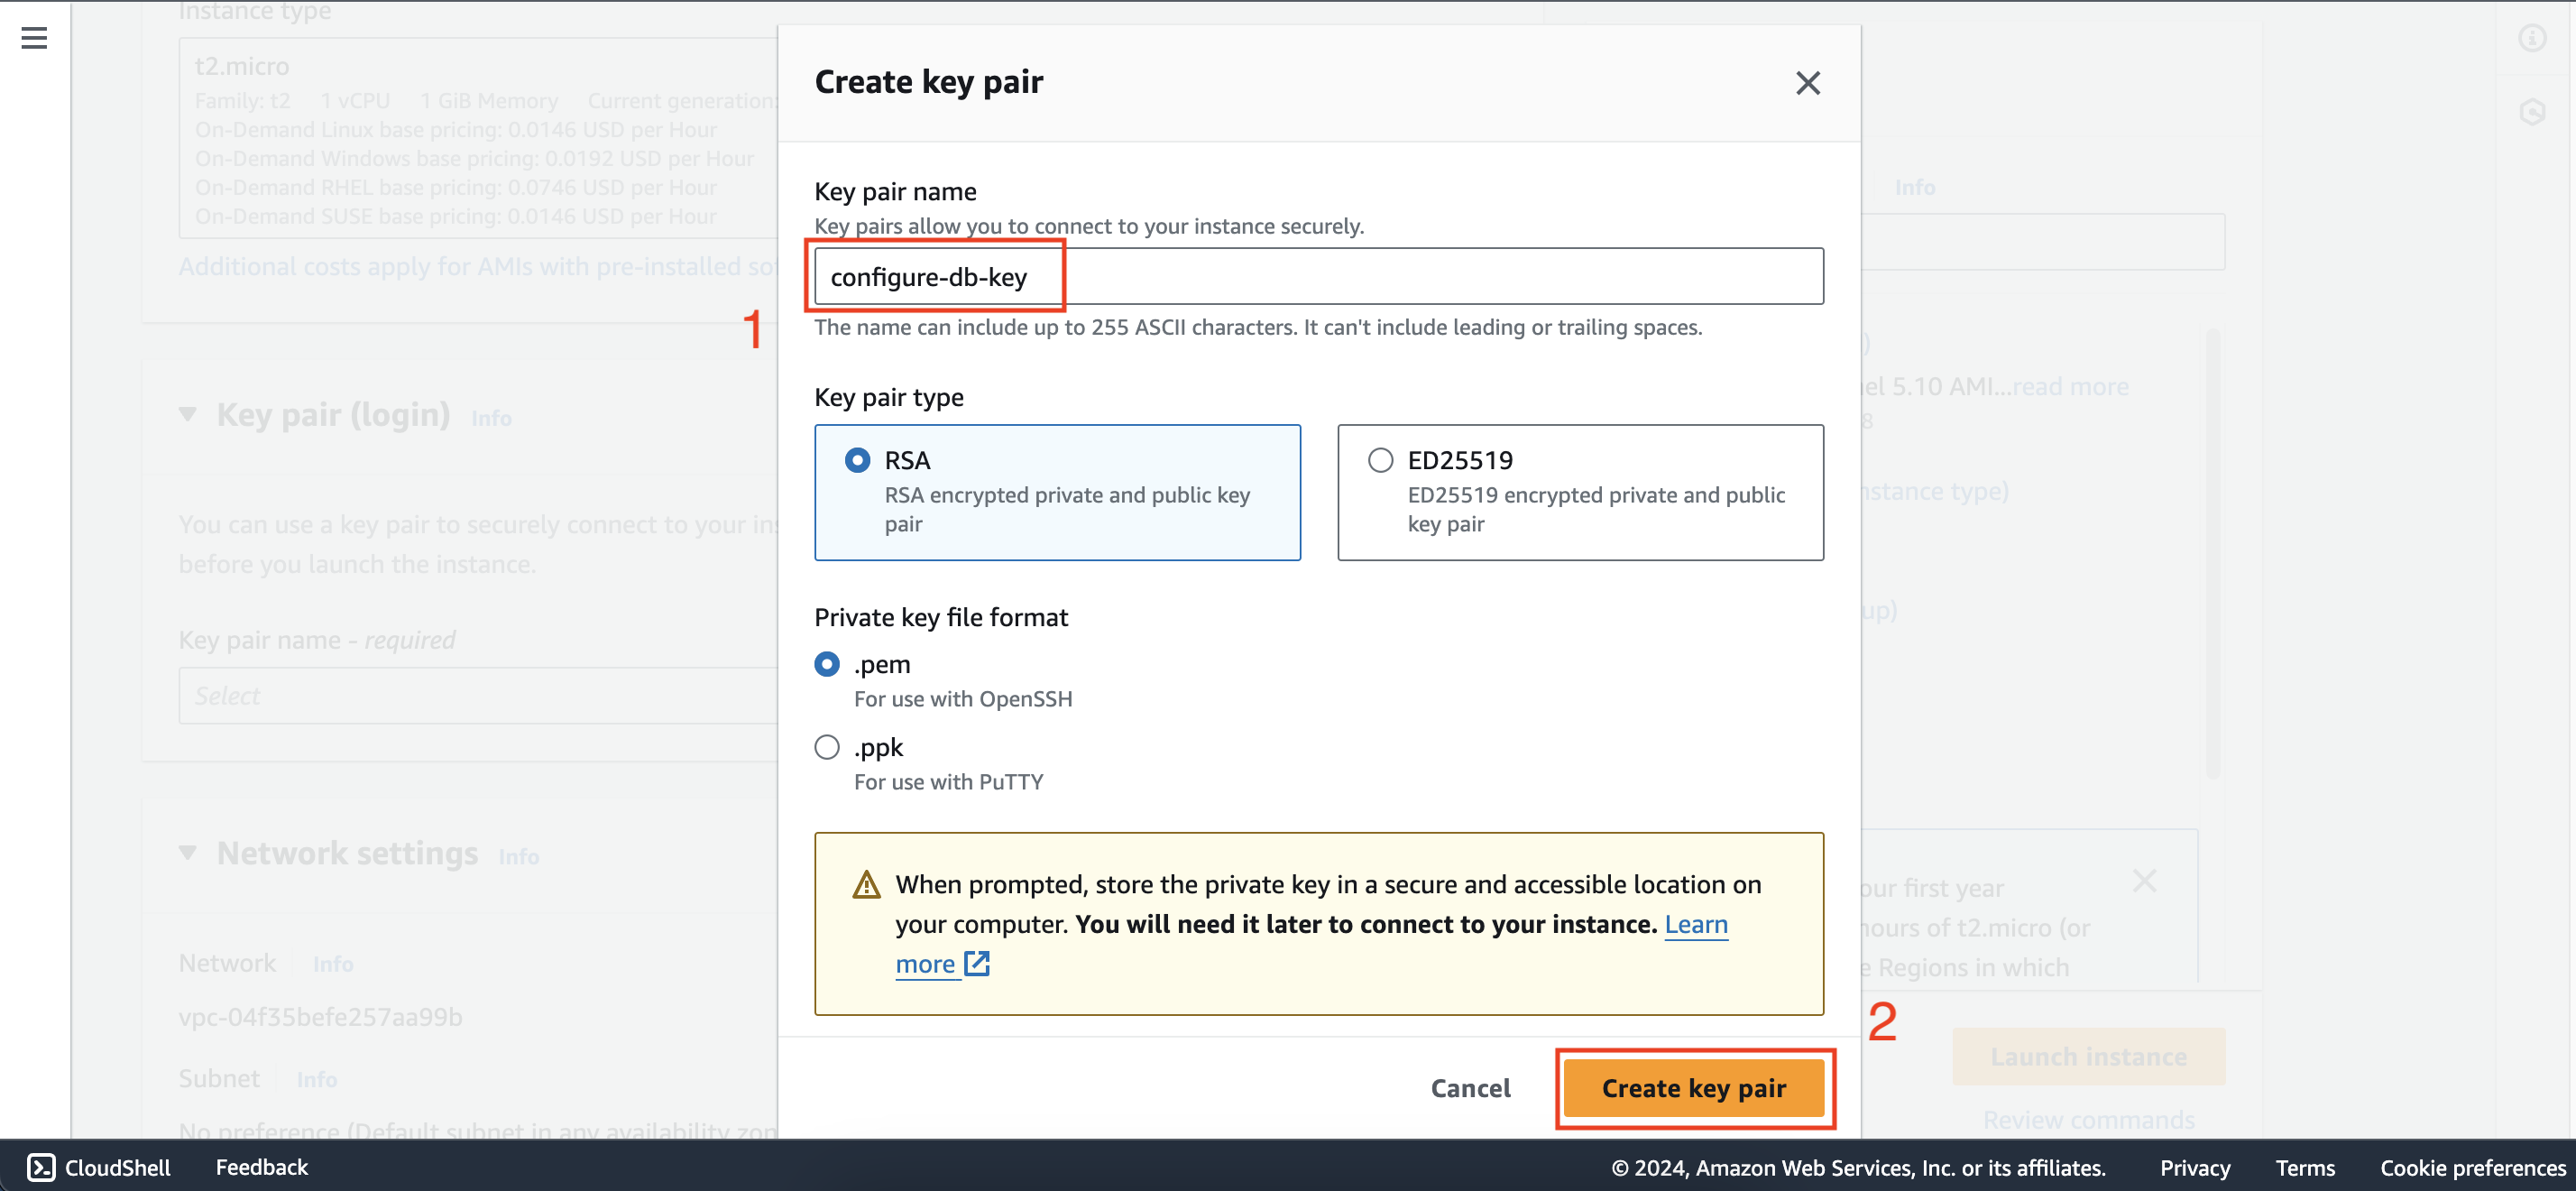 Instance type
t2.micro
Family: t2 1 vCPU 1 GiB Memory Current generation:
On-Demand Linux base pricing: 0.0146 USD per Hour
On-Demand Windows base pricing: 0.0192 USD per Hour
On-Demand RHEL base pricing: 0.0746 USD per Hour
On-Demand SUSE base pricing: 0.0146 USD per Hour
Additional costs apply for AMIs with pre-installed
Key pair (login) Info
You can use a key pair to securely connect to your
before you launch the instance.
Key pair name - required
Select
Network settings Info
Network Info
vpc-04f35befe257aa99b
Subnet Info
No preference (Default subnet in any availability
1
Create key pair
Key pair name
Key pairs allow you to connect to your instance securely.
configure-db-key
The name can include up to 255 ASCII characters. It can't include leading or trailing spaces.
Key pair type
RSA
RSA encrypted private and public key
pair
ED25519
ED25519 encrypted private and public
key pair
Private key file format
.pem
For use with OpenSSH
.ppk
For use with PuTTY
When prompted, store the private key in a secure and accessible location on
your computer. You will need it later to connect to your instance. Learn
more
Cancel
Create key pair
2
Info
5.10 AMI...read more
8
instance type)
up)
first year
hours of t2.micro (or
Regions in which
Launch instance
Review commands
CloudShell Feedback
© 2024, Amazon Web Services, Inc. or its affiliates. Privacy Terms Cookie preferences